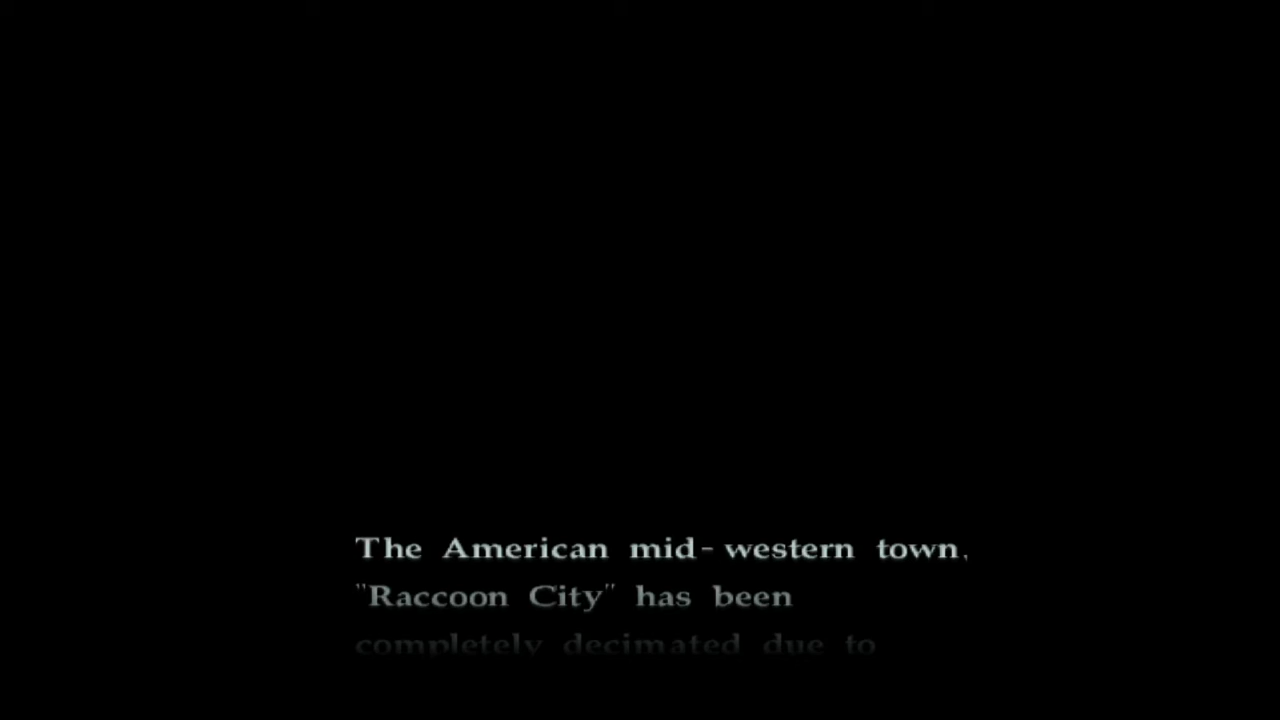 The American mid-western town,
"Raccoon City" has been
completely decimated due to